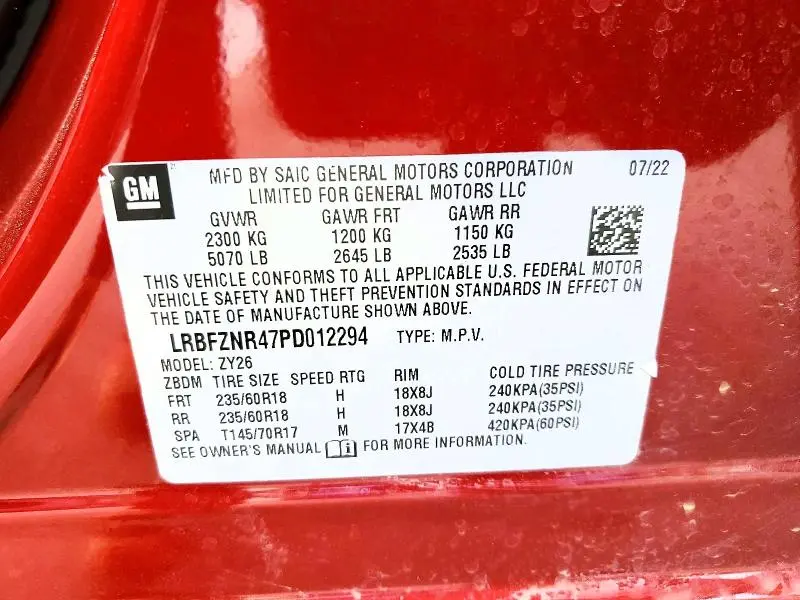 GM MFD BY SAIC GENERAL MOTORS CORPORATION 07/22
LIMITED FOR GENERAL MOTORS LLC
GVWR GAWR FRT GAWR RR
2300 KG 1200 KG 1150 KG
5070 LB 2645 LB 2535 LB
THIS VEHICLE CONFORMS TO ALL APPLICABLE U.S. FEDERAL MOTOR
VEHICLE SAFETY AND THEFT PREVENTION STANDARDS IN EFFECT ON
THE DATE OF MANUFACTURE SHOWN ABOVE.
LRBFZNR47PD012294 TYPE: M.P.V.
MODEL: ZY26
ZBDM TIRE SIZE SPEED RTG RIM COLD TIRE PRESSURE
FRT 235/60R18 H 18X8J 240KPA(35PSI)
RR 235/60R18 H 18X8J 240KPA(35PSI)
SPA T145/70R17 M 17X4B 420KPA(60PSI)
SEE OWNER'S MANUAL i FOR MORE INFORMATION.